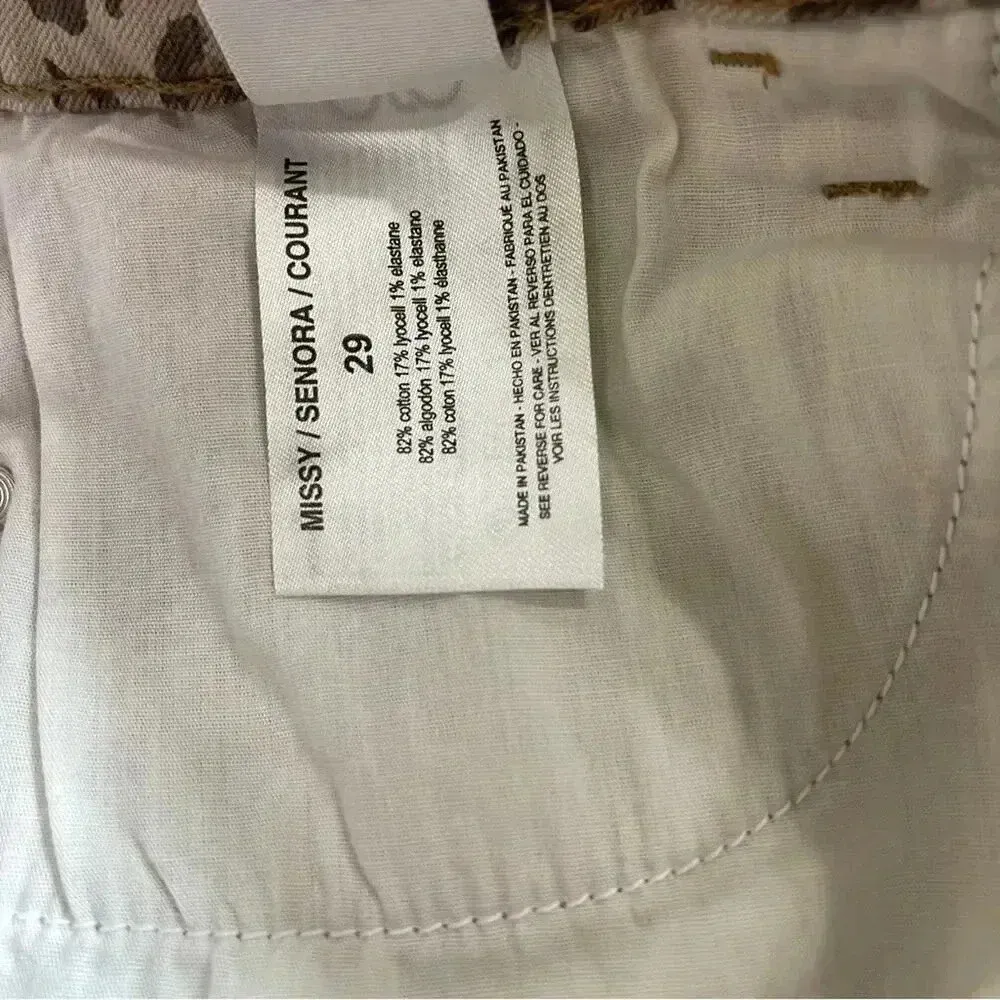 MISSY / SENORA / COURANT
29
82% cotton 17% lyocell 1% elastane
82% algodón 17% lyocell 1% elastano
82% coton 17% lyocell 1% élasthanne
MADE IN PAKISTAN - HECHO EN PAKISTAN - FABRIQUÉ AU PAKISTAN
SEE REVERSE FOR CARE - VER AL REVERSO PARA EL CUIDADO -
VOIR LES INSTRUCTIONS DENTRETIEN AU DOS